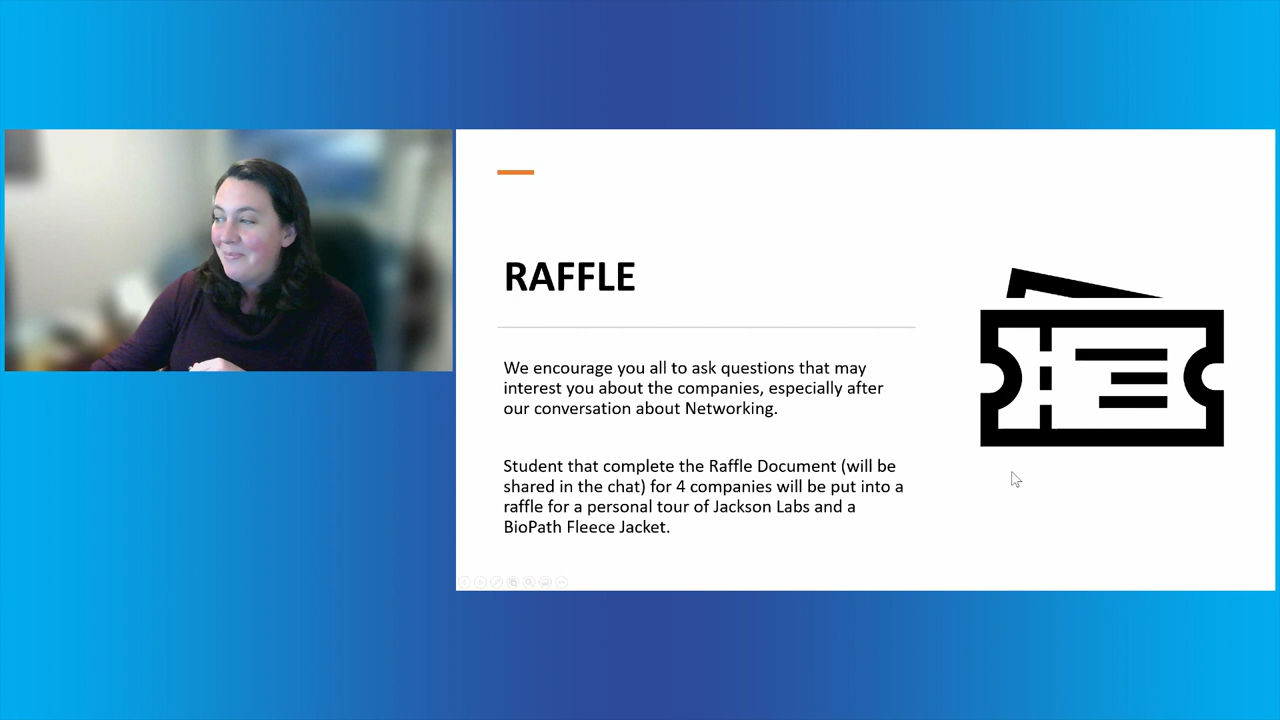 RAFFLE
We encourage you all to ask questions that may
interest you about the companies, especially after
our conversation about Networking.
Student that complete the Raffle Document (will be
shared in the chat) for 4 companies will be put into a
raffle for a personal tour of Jackson Labs and a
BioPath Fleece Jacket.